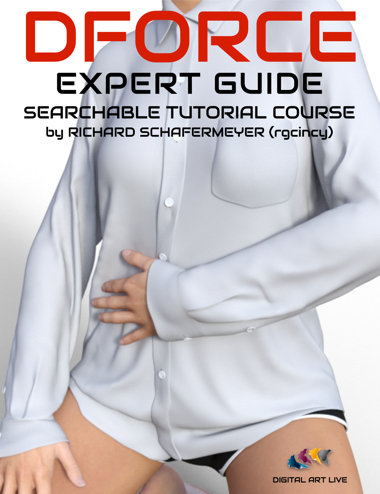 DFORCE
EXPERT GUIDE
SEARCHABLE TUTORIAL COURSE
by RICHARD SCHAFERMEYER (rgcincy)
DIGITAL ART LIVE